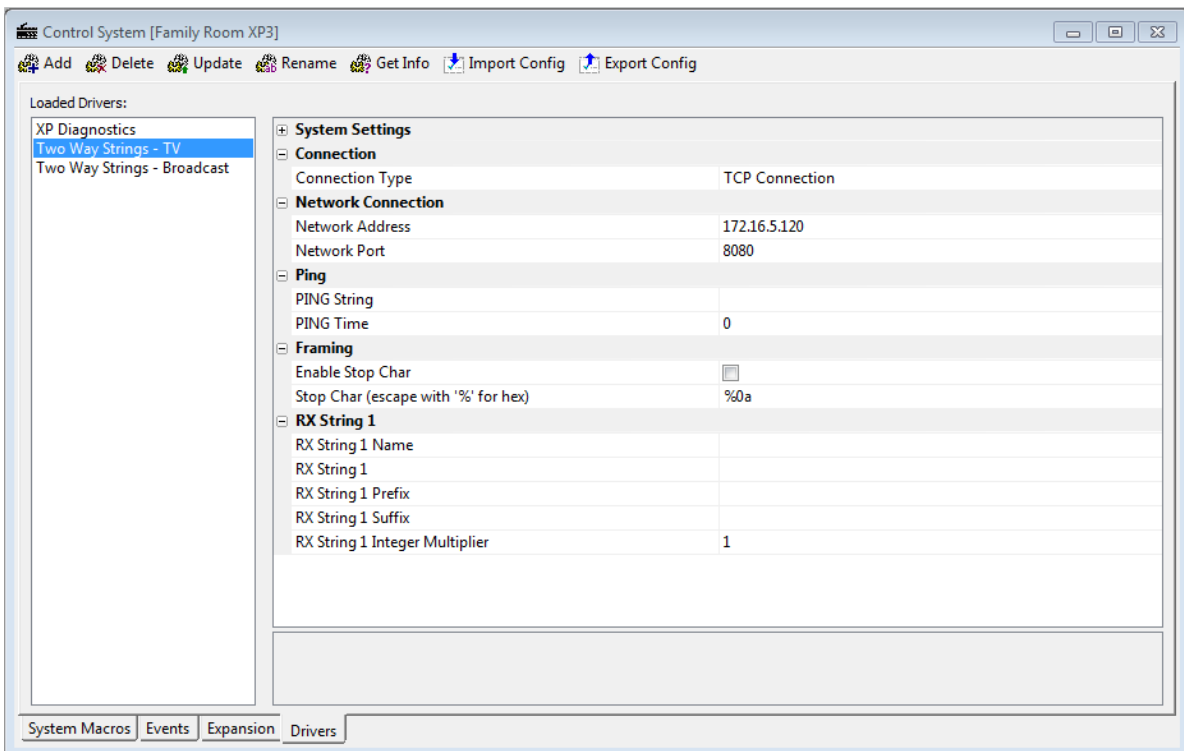 Control System [Family Room XP3]
Add Delete Update Rename Get Info Import Config Export Config
Loaded Drivers:
XP Diagnostics
Two Way Strings - TV
Two Way Strings - Broadcast
System Settings
Connection
Connection Type TCP Connection
Network Connection
Network Address 172.16.5.120
Network Port 8080
Ping
PING String
PING Time 0
Framing
Enable Stop Char
Stop Char (escape with '%' for hex) %0a
RX String 1
RX String 1 Name
RX String 1
RX String 1 Prefix
RX String 1 Suffix
RX String 1 Integer Multiplier 1
System Macros Events Expansion Drivers